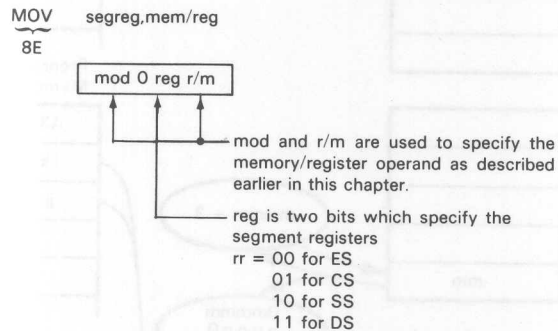 MOV segreg,mem/reg
8E
mod 0 reg r/m
mod and r/m are used to specify the
memory/register operand as described
earlier in this chapter.
reg is two bits which specify the
segment registers
rr = 00 for ES
01 for CS
10 for SS
11 for DS